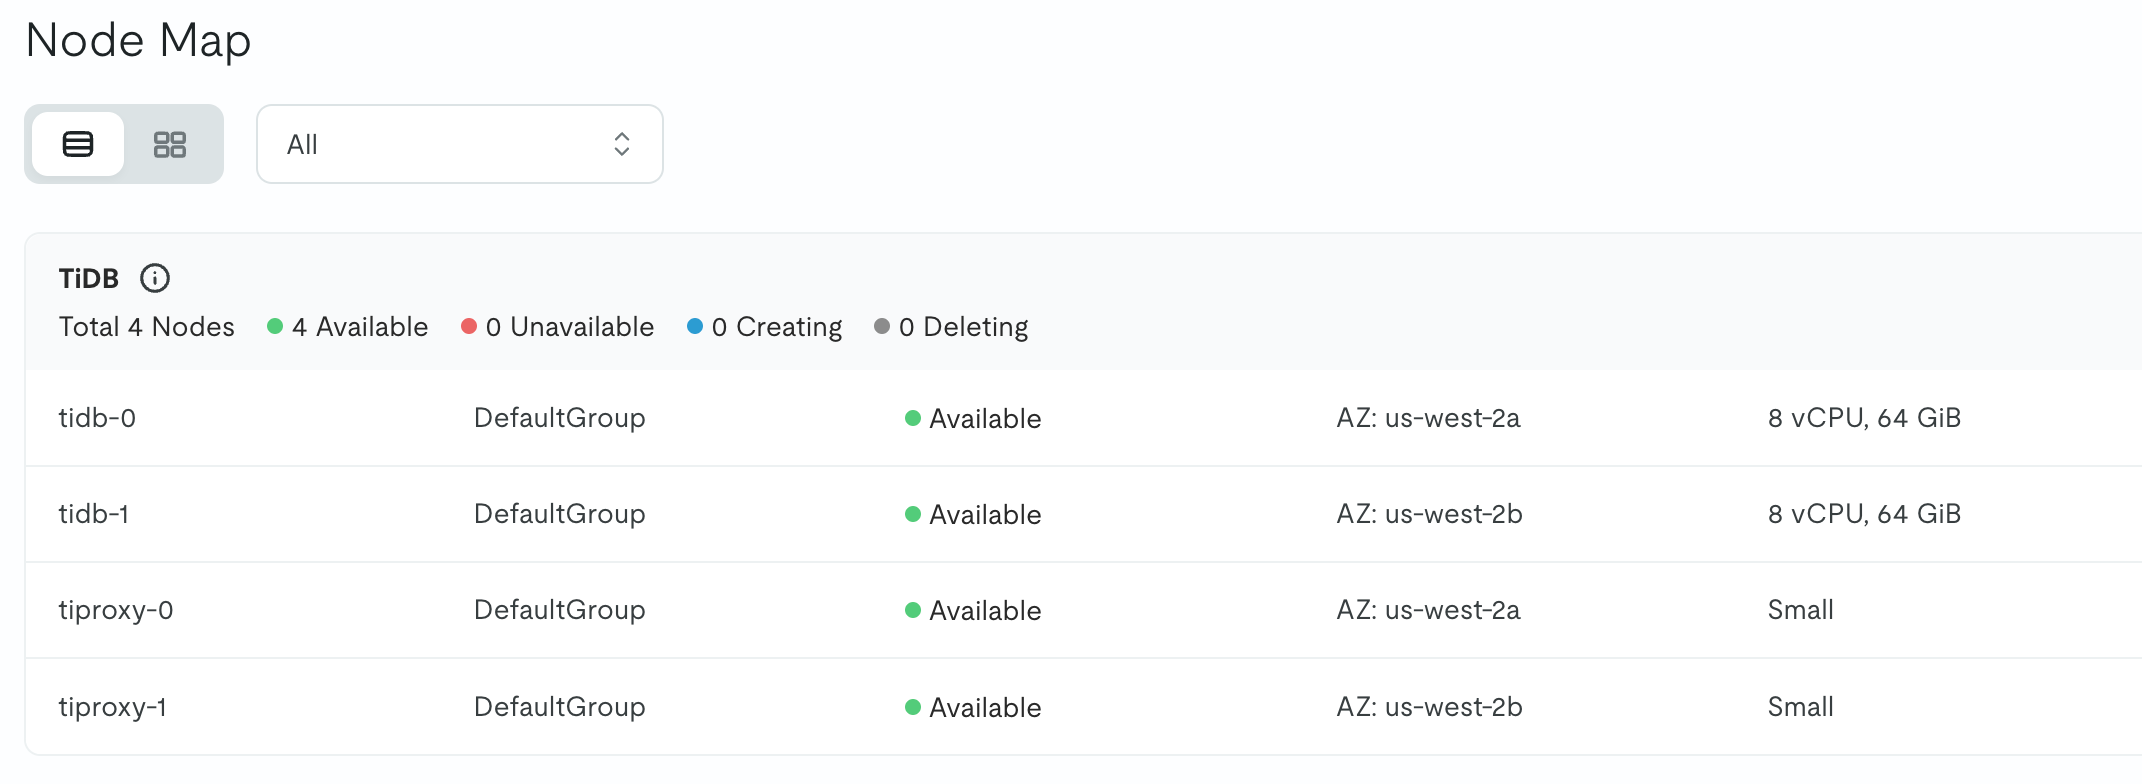 Node Map
All
TiDB
Total 4 Nodes 4 Available 0 Unavailable 0 Creating 0 Deleting
tidb-0 DefaultGroup Available AZ: us-west-2a 8 vCPU, 64 GiB
tidb-1 DefaultGroup Available AZ: us-west-2b 8 vCPU, 64 GiB
tiproxy-0 DefaultGroup Available AZ: us-west-2a Small
tiproxy-1 DefaultGroup Available AZ: us-west-2b Small